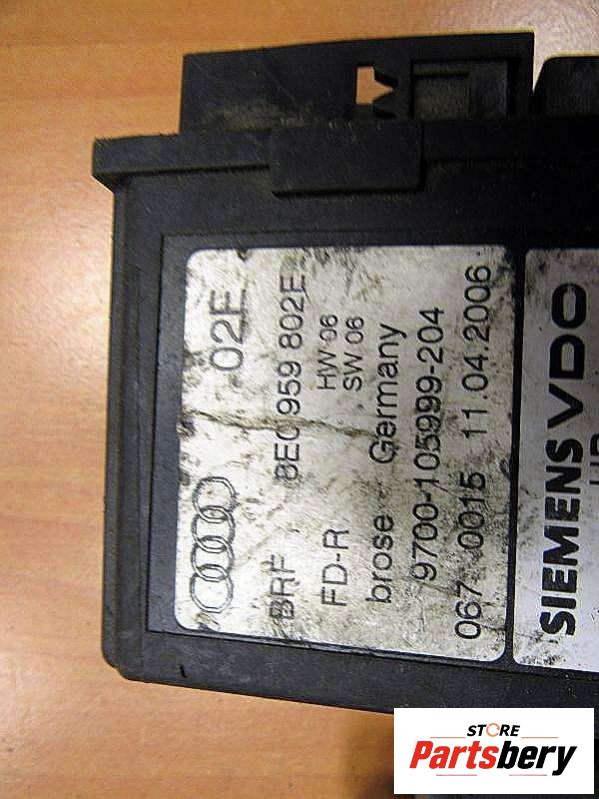 02E
BRF 8E0 959 802E
FD-R HW 06
SW 06
brose Germany
9700-105999-204
067 0015 11.04.2006
SIEMENS VDO
STORE
Partsbery